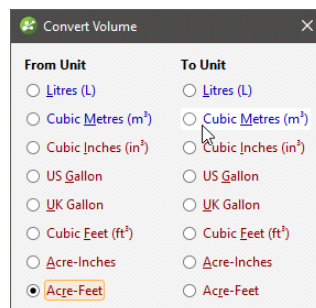 Convert Volume
From Unit To Unit
Litres (L) Litres (L)
Cubic Metres (m³) Cubic Metres (m³)
Cubic Inches (in³) Cubic Inches (in³)
US Gallon US Gallon
UK Gallon UK Gallon
Cubic Feet (ft³) Cubic Feet (ft³)
Acre-Inches Acre-Inches
Acre-Feet Acre-Feet